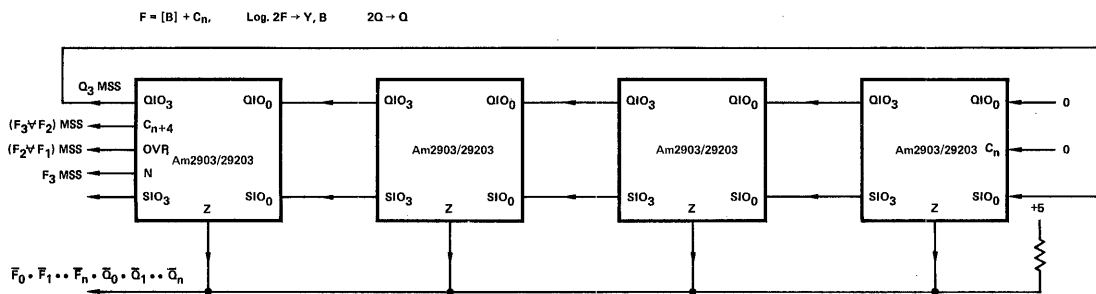 F = [B] + Cn, Log. 2F → Y, B 2Q → Q
Q3 MSS
QIO3 QIO0 QIO3 QIO0 QIO3 QIO0 QIO3 QIO0 0
(F3∀F2) MSS Cn+4
(F2∀F1) MSS OVR Am2903/29203 Am2903/29203 Am2903/29203 Am2903/29203 Cn 0
F3 MSS N
SIO3 SIO0 SIO3 SIO0 SIO3 SIO0 SIO3 SIO0
Z Z Z Z +5
F̅0 • F̅1 •• F̅n • Q̅0 • Q̅1 •• Q̅n